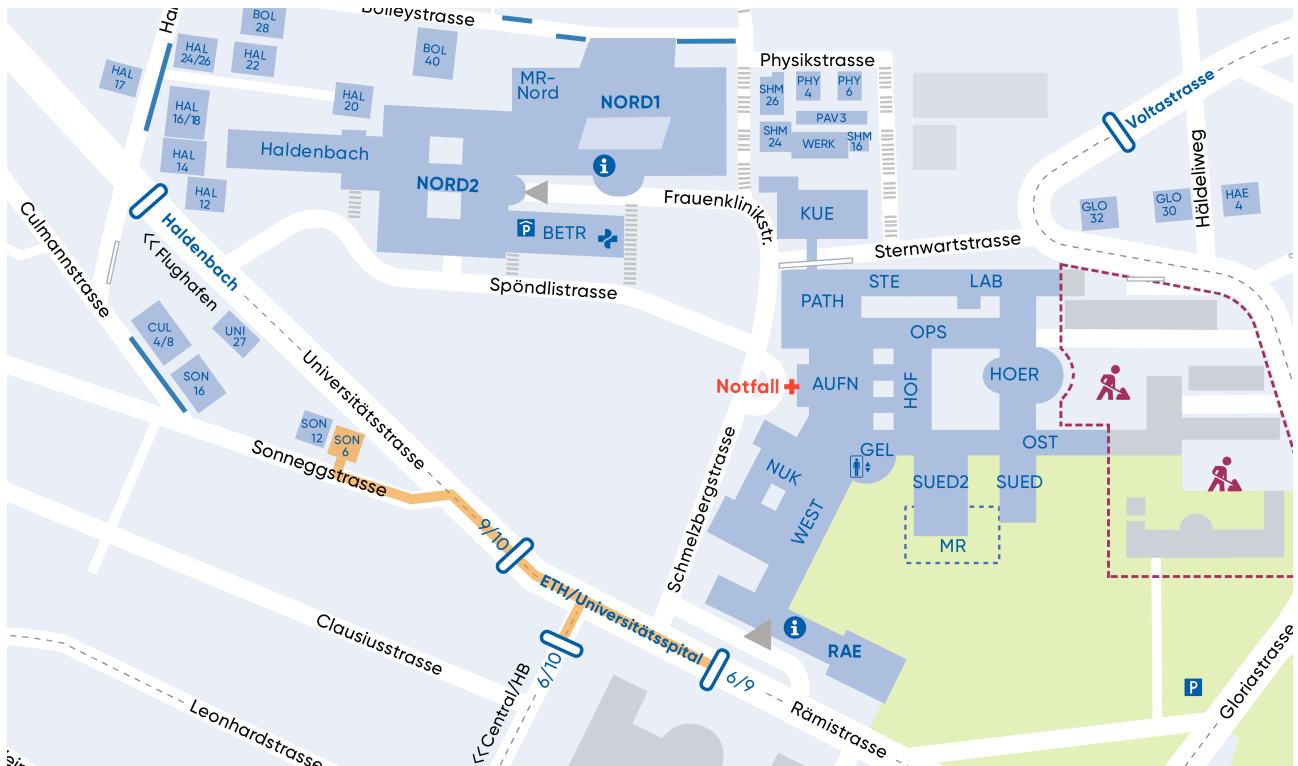 Bolleystrasse
BOL
28
BOL
40
HAL
24/26
HAL
22
HAL
17
HAL
20
HAL
16/18
HAL
14
HAL
12
Haldenbach
MR-
Nord
NORD1
NORD2
BETR
P
i
Physikstrasse
SHM
26
PHY
4
PHY
6
PAV3
SHM
24
WERK
SHM
16
KUE
Frauenklinikstr.
Sternwartstrasse
Voltastrasse
Häldeliweg
GLO
32
GLO
30
HAE
4
Culmannstrasse
Haldenbach
<<Flughafen
Spöndlistrasse
CUL
4/8
UNI
27
SON
16
SON
12
SON
6
Universitätsstrasse
Sonneggstrasse
PATH
STE
LAB
OPS
Notfall
AUFN
HOF
HOER
GEL
OST
NUK
WEST
SUED2
SUED
MR
Schmelzbergstrasse
9/10
ETH/Universitätsspital
6/10
6/9
i
RAE
Clausiusstrasse
Leonhardstrasse
<<Central/HB
Rämistrasse
P
Gloriastrasse